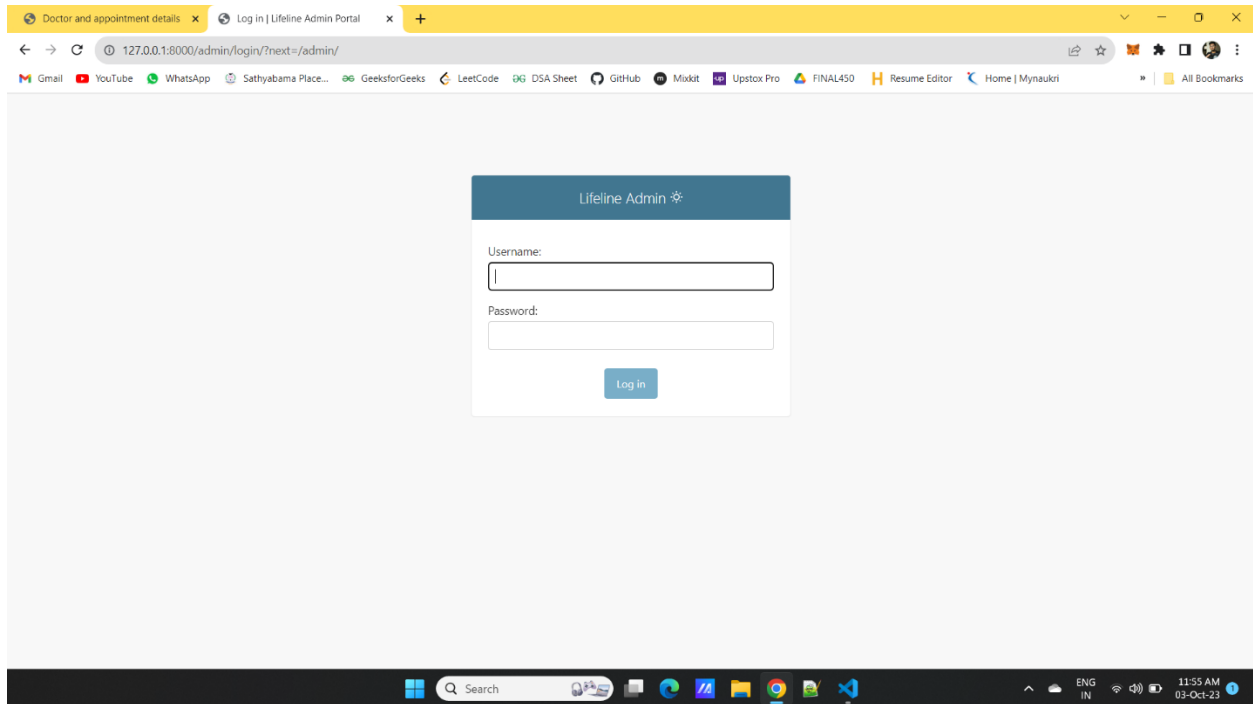 Doctor and appointment details
Log in | Lifeline Admin Portal
127.0.0.1:8000/admin/login/?next=/admin/
Gmail YouTube WhatsApp Sathyabama Place... GeeksforGeeks LeetCode DSA Sheet GitHub Mixkit Upstox Pro FINAL450 Resume Editor Home | Mynaukri » All Bookmarks
Lifeline Admin
Username:
Password:
Log in
Search
ENG
IN
11:55 AM
03-Oct-23
1